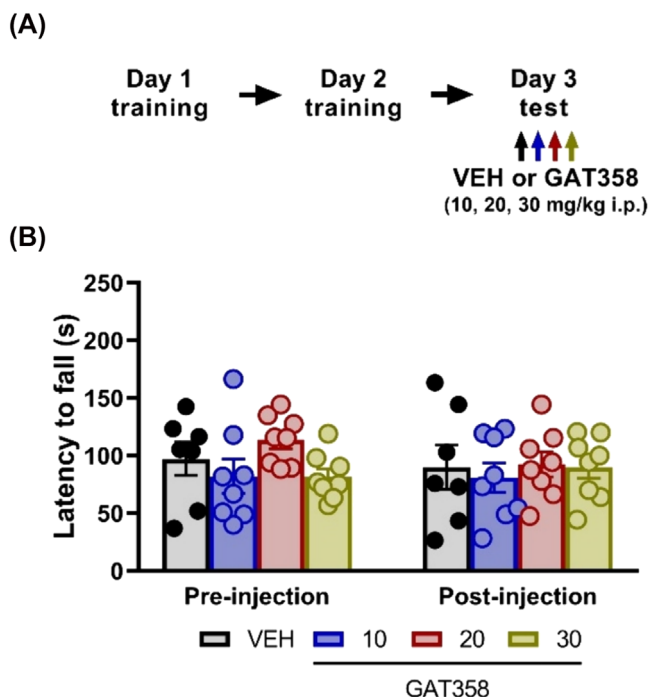 (A)
Day 1 Day 2 Day 3
training training test
VEH or GAT358
(10, 20, 30 mg/kg i.p.)
(B)
Latency to fall (s)
250
200
150
100
50
0
Pre-injection Post-injection
VEH 10 20 30
GAT358